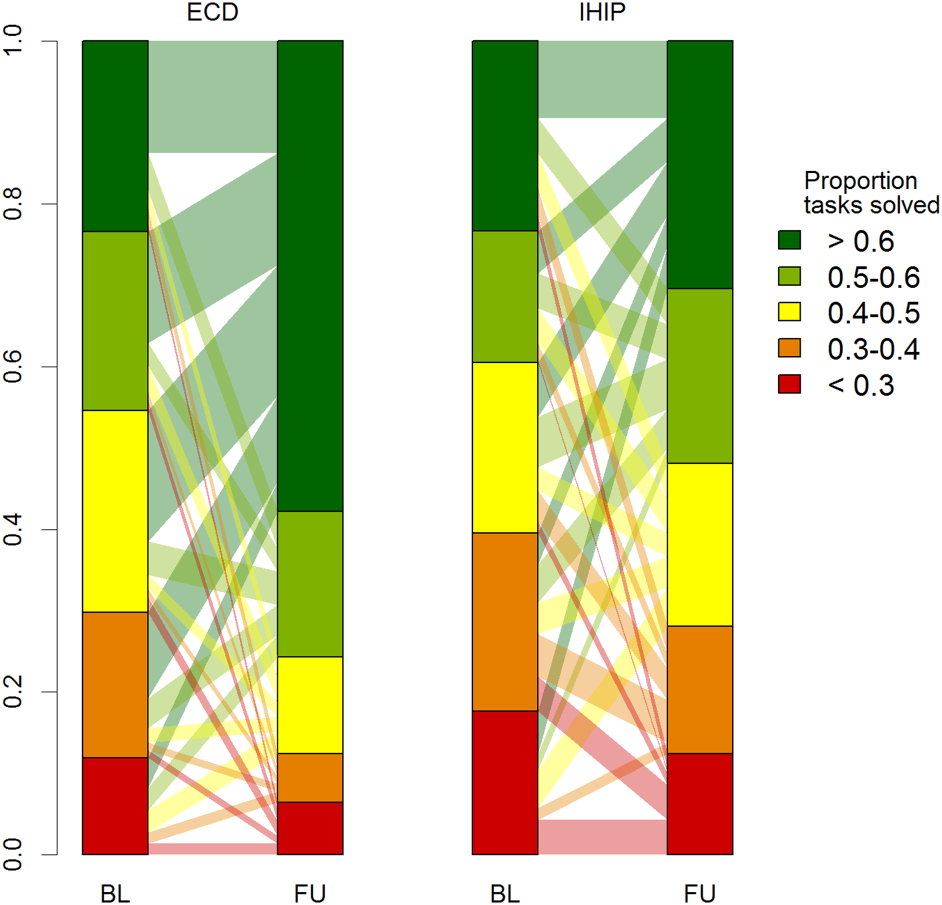 ECD
IHIP
1.0
0.8
0.6
0.4
0.2
0.0
BL
FU
BL
FU
Proportion
tasks solved
> 0.6
0.5-0.6
0.4-0.5
0.3-0.4
< 0.3